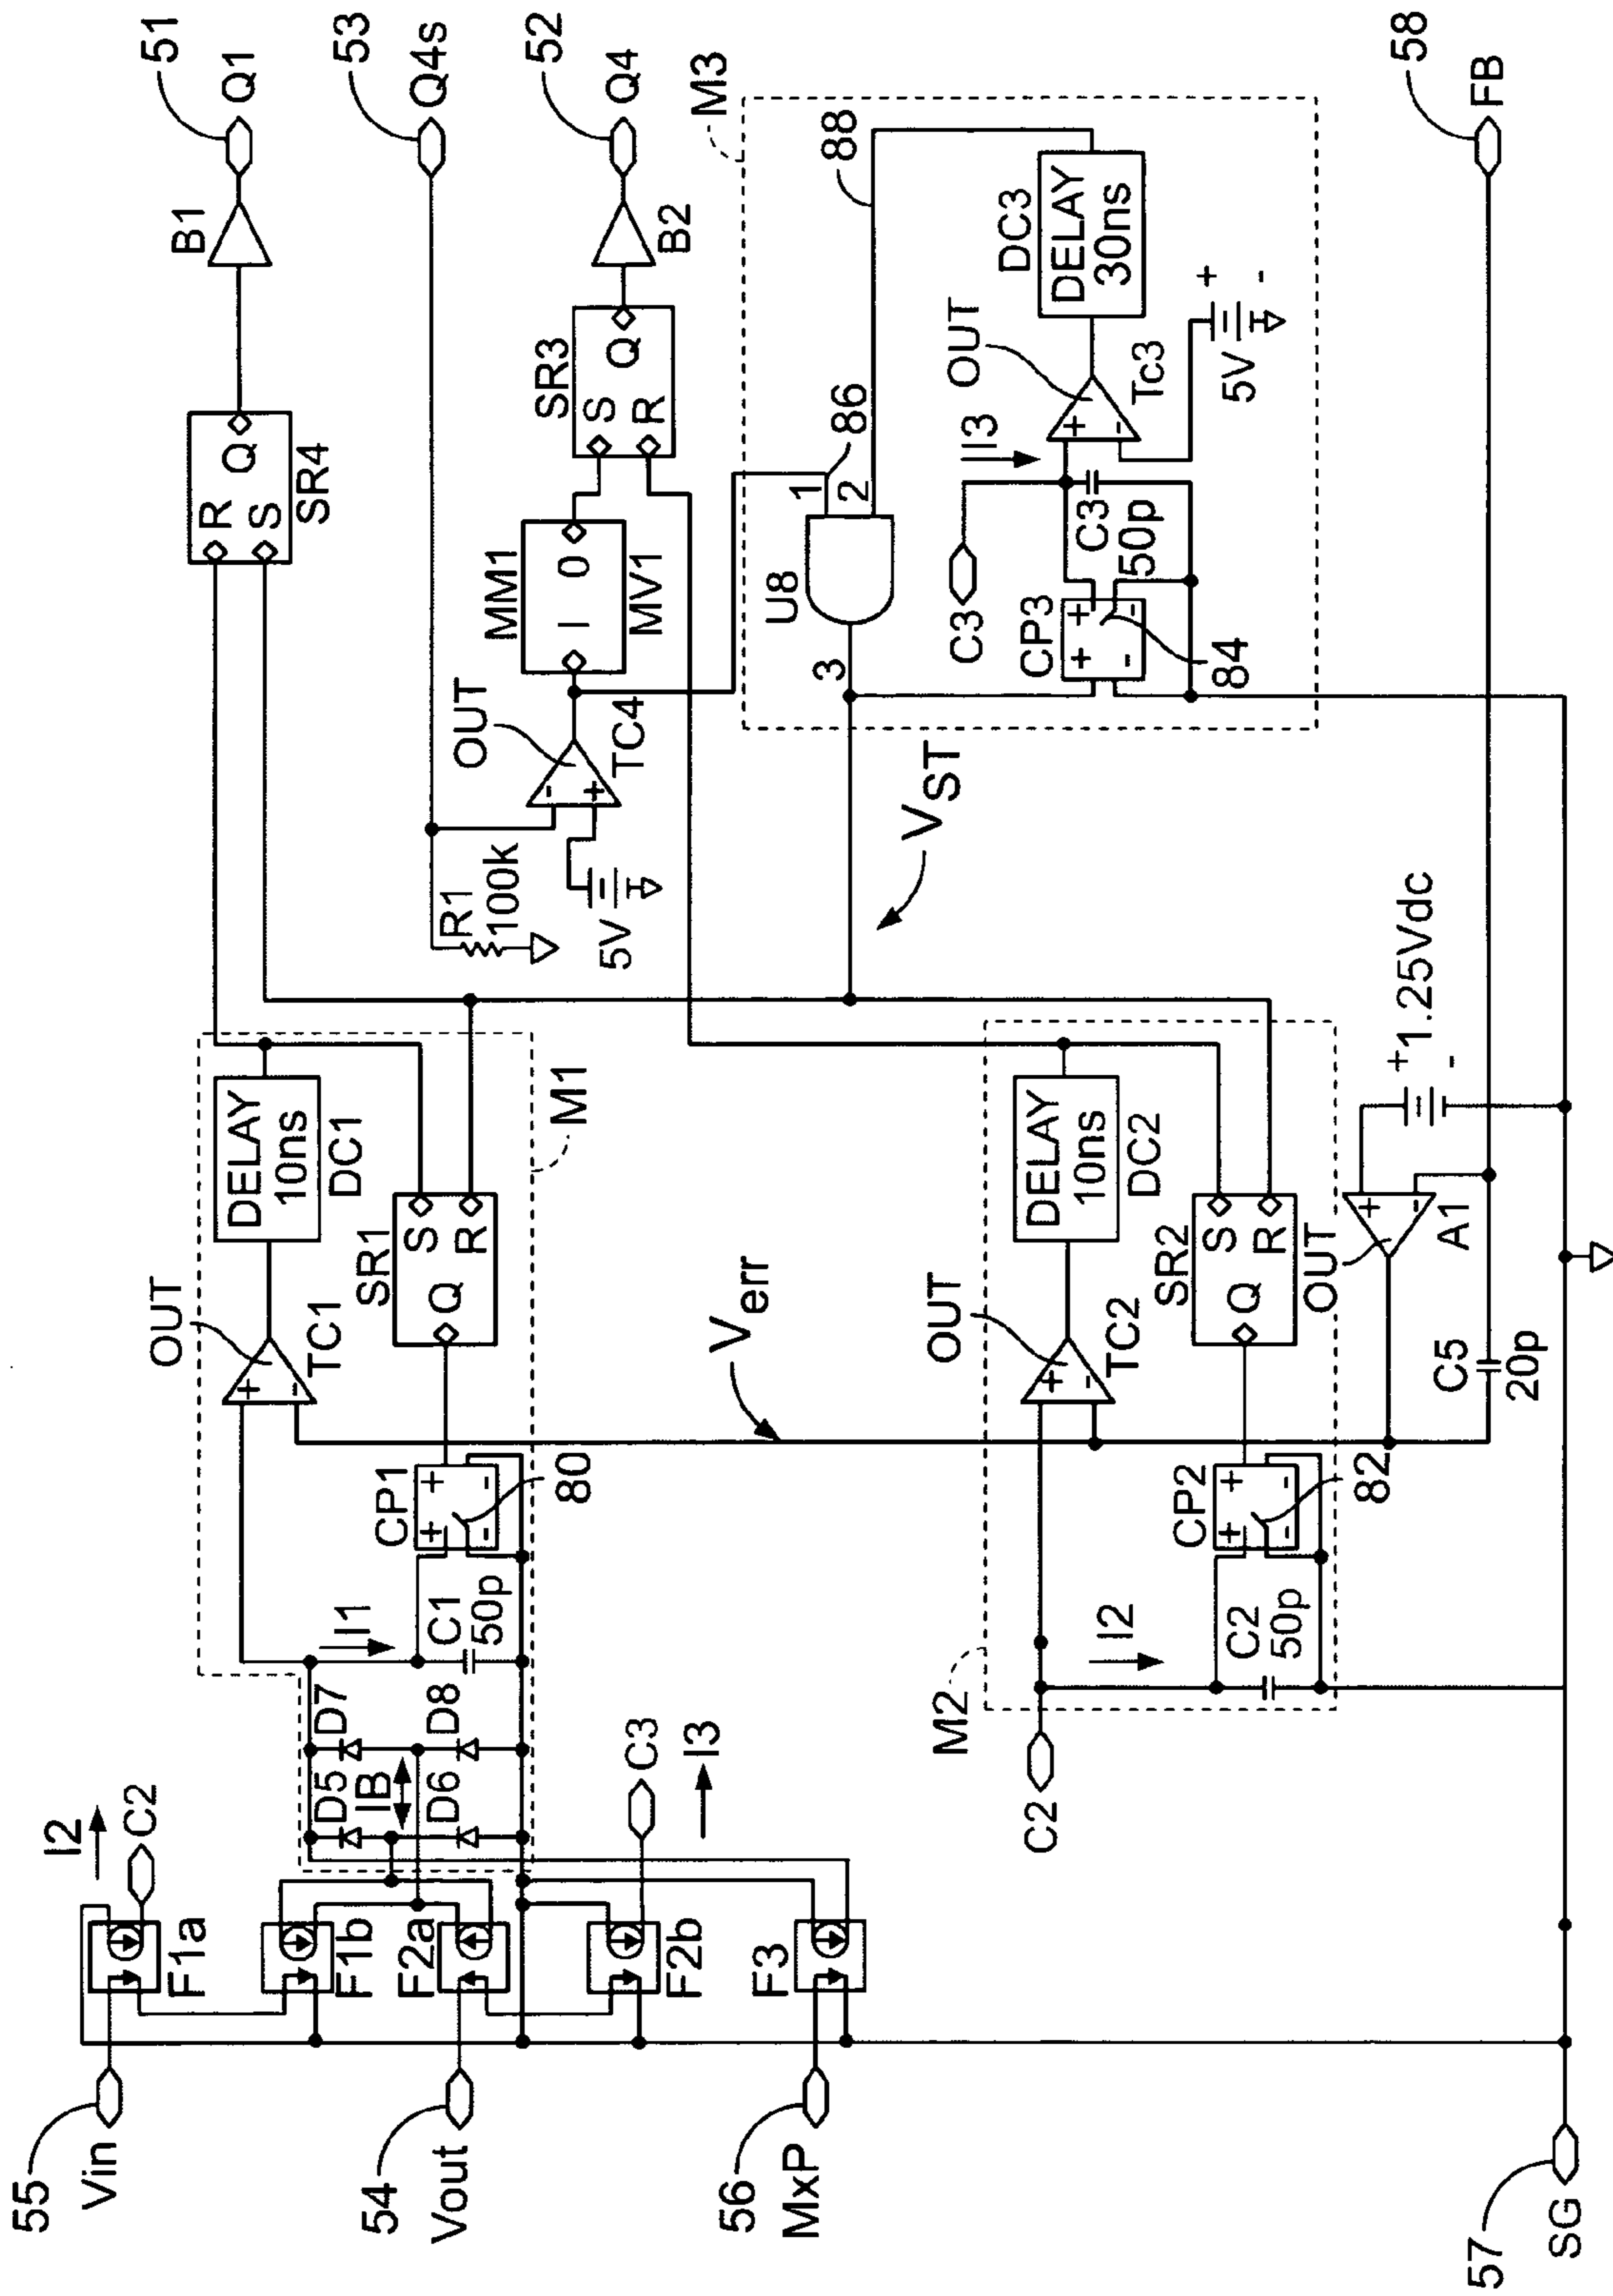 55
Vin
I2
C2
F1a
F1b
F2a
54
Vout
F2b
C3
I3
F3
56
MxP
57
SG
D5
D7
IB
D6
D8
I1
C1
50p
CP1
+
+
-
-
80
OUT
+
-
TC1
DELAY
10ns
DC1
SR1
S
Q
R
M1
Verr
M2
C2
I2
C2
50p
CP2
+
+
-
-
82
OUT
+
-
TC2
DELAY
10ns
DC2
SR2
S
Q
R
OUT
+
-
A1
C5
20p
+
1.25Vdc
-
R
Q
S
SR4
B1
51
Q1
53
Q4s
R1
100k
5V
OUT
-
+
TC4
MM1
I O
MV1
SR3
S
Q
R
B2
52
Q4
VST
M3
U8
1
2
3
86
88
C3
I3
C3
50p
CP3
+
+
-
-
84
OUT
+
-
Tc3
DC3
DELAY
30ns
5V
+
-
58
FB